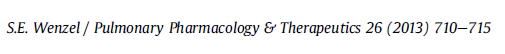 S.E. Wenzel / Pulmonary Pharmacology & Therapeutics 26 (2013) 710–715